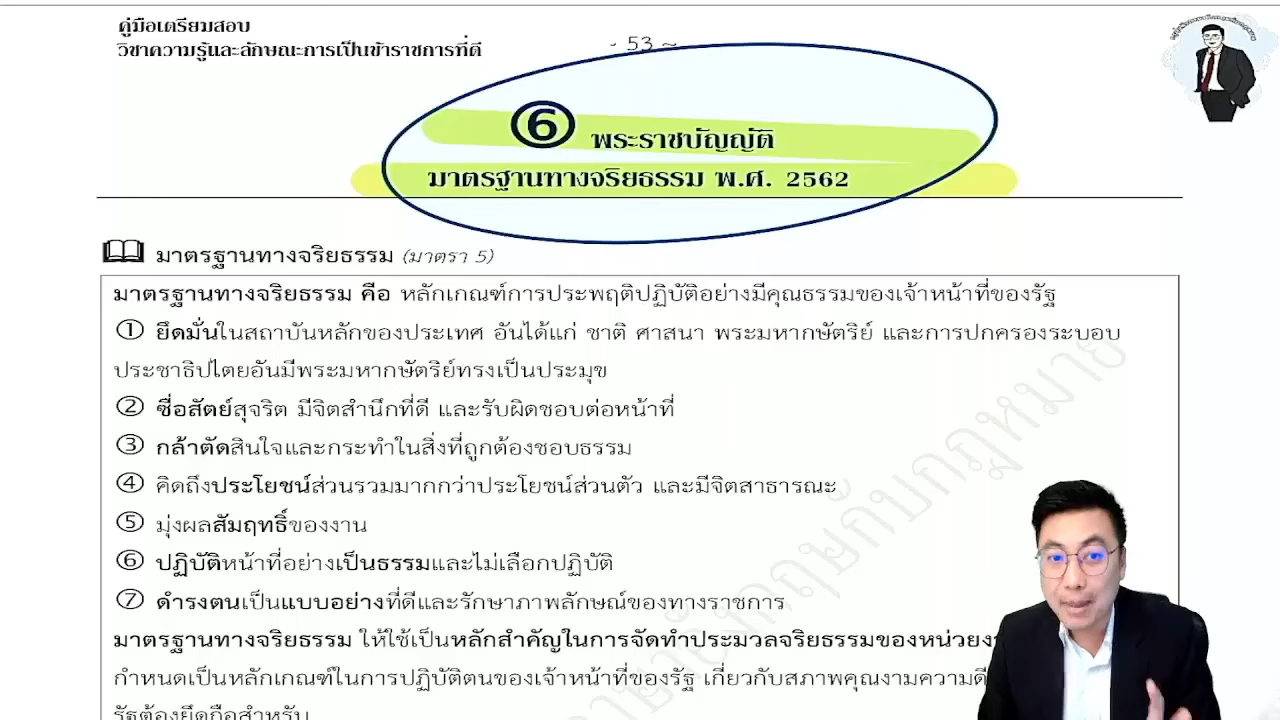 คู่มือเตรียมสอบ
วิชาความรู้และลักษณะการเป็นข้าราชการที่ดี
- 53 ~
⑥ พระราชบัญญัติ
มาตรฐานทางจริยธรรม พ.ศ. 2562
มาตรฐานทางจริยธรรม (มาตรา 5)
มาตรฐานทางจริยธรรม คือ หลักเกณฑ์การประพฤติปฏิบัติอย่างมีคุณธรรมของเจ้าหน้าที่ของรัฐ
① ยึดมั่นในสถาบันหลักของประเทศ อันได้แก่ ชาติ ศาสนา พระมหากษัตริย์ และการปกครองระบอบ
ประชาธิปไตยอันมีพระมหากษัตริย์ทรงเป็นประมุข
② ซื่อสัตย์สุจริต มีจิตสำนึกที่ดี และรับผิดชอบต่อหน้าที่
③ กล้าตัดสินใจและกระทำในสิ่งที่ถูกต้องชอบธรรม
④ คิดถึงประโยชน์ส่วนรวมมากกว่าประโยชน์ส่วนตัว และมีจิตสาธารณะ
⑤ มุ่งผลสัมฤทธิ์ของงาน
⑥ ปฏิบัติหน้าที่อย่างเป็นธรรมและไม่เลือกปฏิบัติ
⑦ ดำรงตนเป็นแบบอย่างที่ดีและรักษาภาพลักษณ์ของทางราชการ
มาตรฐานทางจริยธรรม ให้ใช้เป็นหลักสำคัญในการจัดทำประมวลจริยธรรมของหน่วยง
กำหนดเป็นหลักเกณฑ์ในการปฏิบัติตนของเจ้าหน้าที่ของรัฐ เกี่ยวกับสภาพคุณงามความดี
รัฐต้องยึดถือสำหรับ